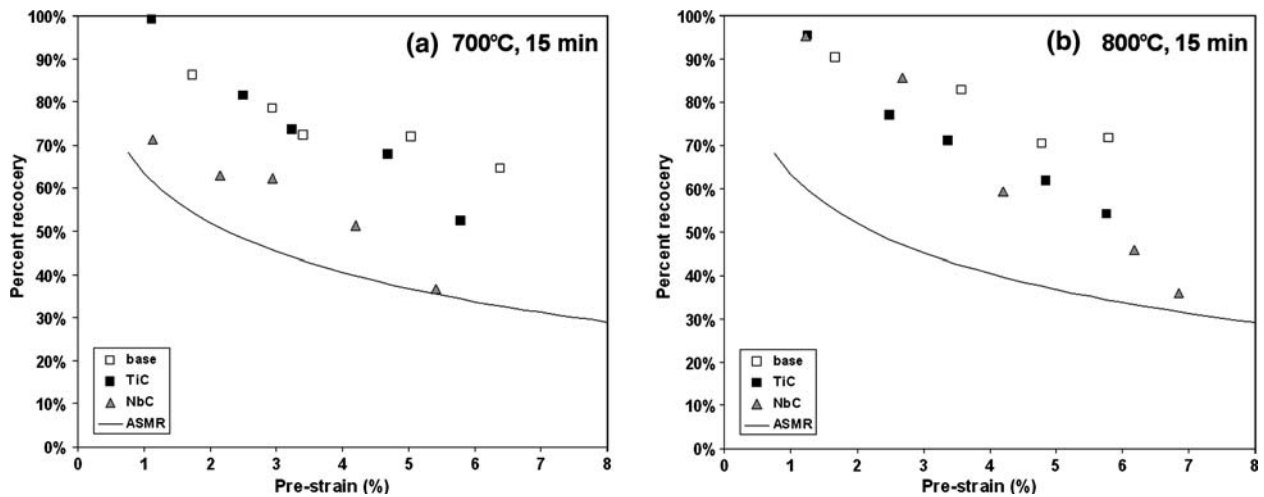 (a) 700°C, 15 min
100%
90%
80%
70%
60%
50%
40%
30%
20%
10%
0%
Percent recocery
base
TiC
NbC
ASMR
0 1 2 3 4 5 6 7 8
Pre-strain (%)
(b) 800°C, 15 min
100%
90%
80%
70%
60%
50%
40%
30%
20%
10%
0%
Percent recocery
base
TiC
NbC
ASMR
0 1 2 3 4 5 6 7 8
Pre-strain (%)